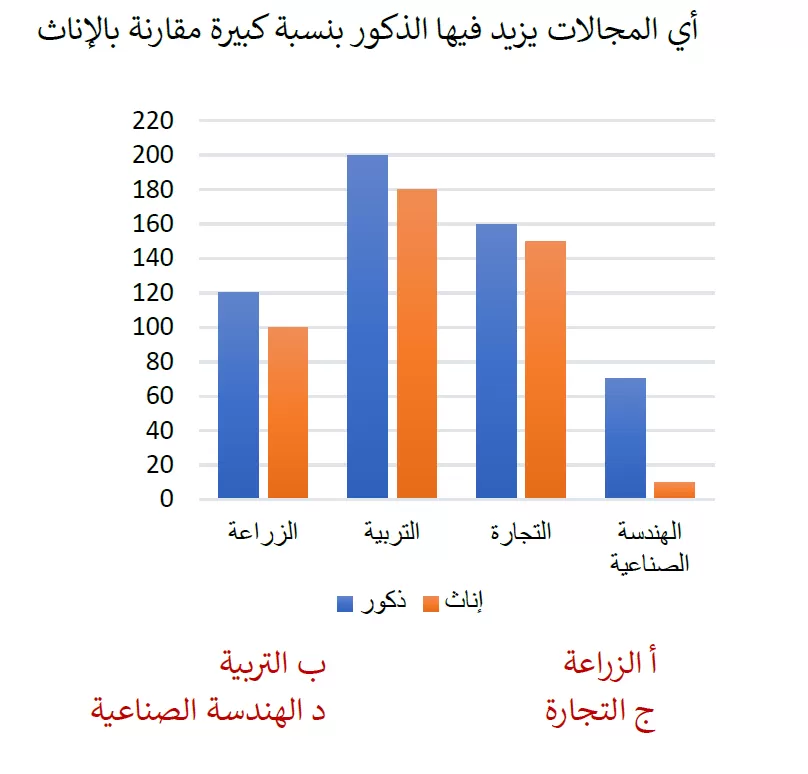 أي المجالات يزيد فيها الذكور بنسبة كبيرة مقارنة بالإناث
220
200
180
160
140
120
100
80
60
40
20
0
الزراعة التربية التجارة الهندسة الصناعية
ذكور إناث
أ الزراعة ب التربية
ج التجارة د الهندسة الصناعية